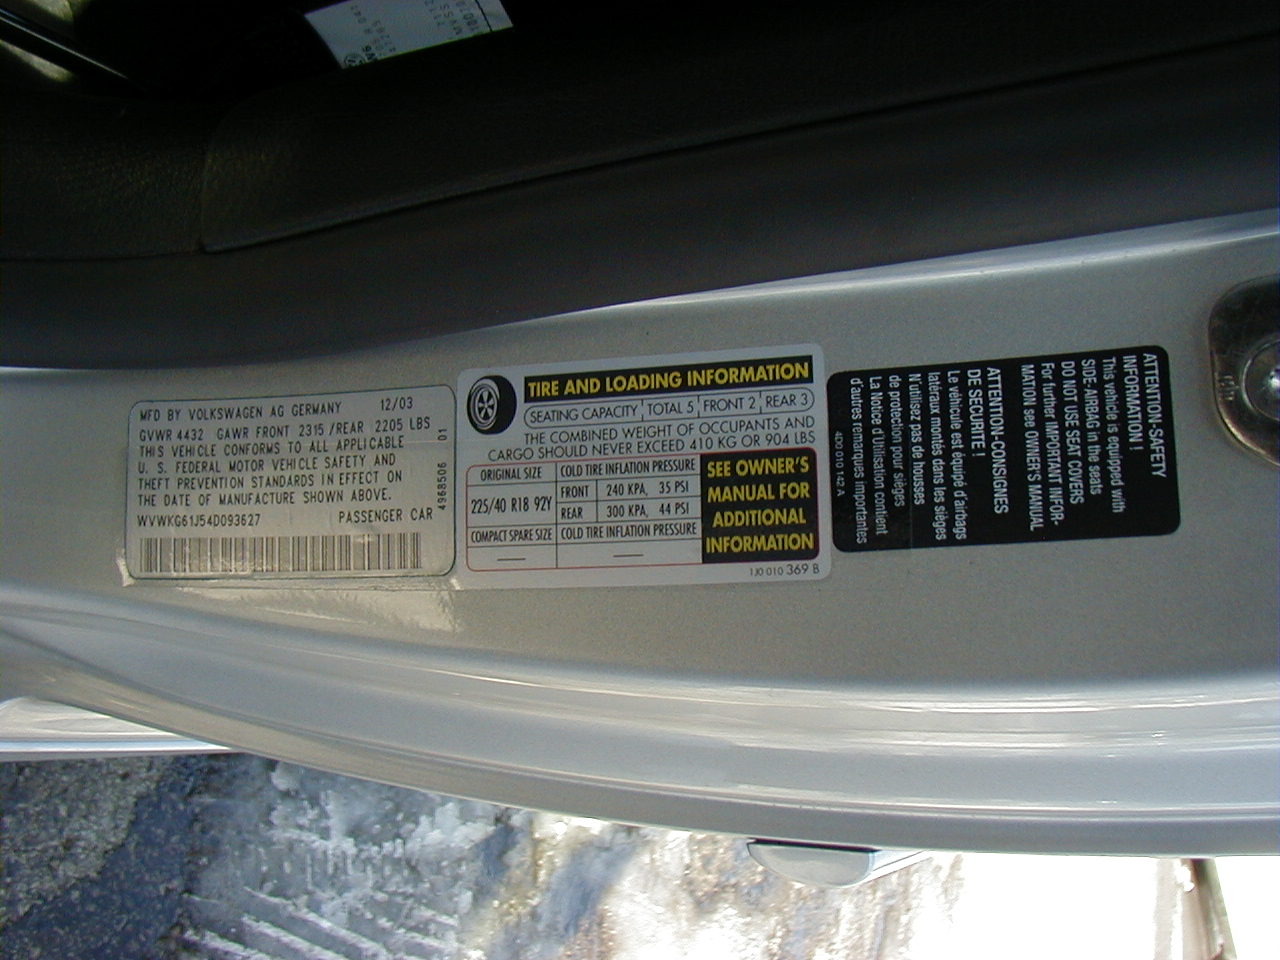 MFD BY VOLKSWAGEN AG GERMANY 12/03
GVWR 4432 GAWR FRONT 2315/REAR 2205 LBS
THIS VEHICLE CONFORMS TO ALL APPLICABLE
U. S. FEDERAL MOTOR VEHICLE SAFETY AND
THEFT PREVENTION STANDARDS IN EFFECT ON
THE DATE OF MANUFACTURE SHOWN ABOVE.
WVWKG61J54D093627 PASSENGER CAR
4968506 01
TIRE AND LOADING INFORMATION
SEATING CAPACITY TOTAL 5 FRONT 2 REAR 3
THE COMBINED WEIGHT OF OCCUPANTS AND
CARGO SHOULD NEVER EXCEED 410 KG OR 904 LBS
ORIGINAL SIZE COLD TIRE INFLATION PRESSURE
225/40 R18 92Y
FRONT 240 KPA, 35 PSI
REAR 300 KPA, 44 PSI
COMPACT SPARE SIZE COLD TIRE INFLATION PRESSURE
— —
SEE OWNER'S
MANUAL FOR
ADDITIONAL
INFORMATION
1J0 010 369 B
ATTENTION-SAFETY
INFORMATION !
This vehicle is equipped with
SIDE-AIRBAG in the seats
DO NOT USE SEAT COVERS
For further IMPORTANT INFOR-
MATION see OWNER'S MANUAL
ATTENTION-CONSIGNES
DE SECURITE !
Le véhicule est équipé d'airbags
latéraux montés dans les sièges
N'utilisez pas de housses
de protection pour sièges
La Notice d'Utilisation contient
d'autres remarques importantes
4D0 010 142 A